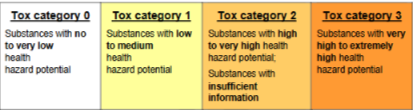 Tox category 0
Substances with no
to very low
health
hazard potential
Tox category 1
Substances with low
to medium
health
hazard potential
Tox category 2
Substances with high
to very high health
hazard potential;
Substances with
insufficient
information
Tox category 3
Substances with very
high to extremely
high health
hazard potential